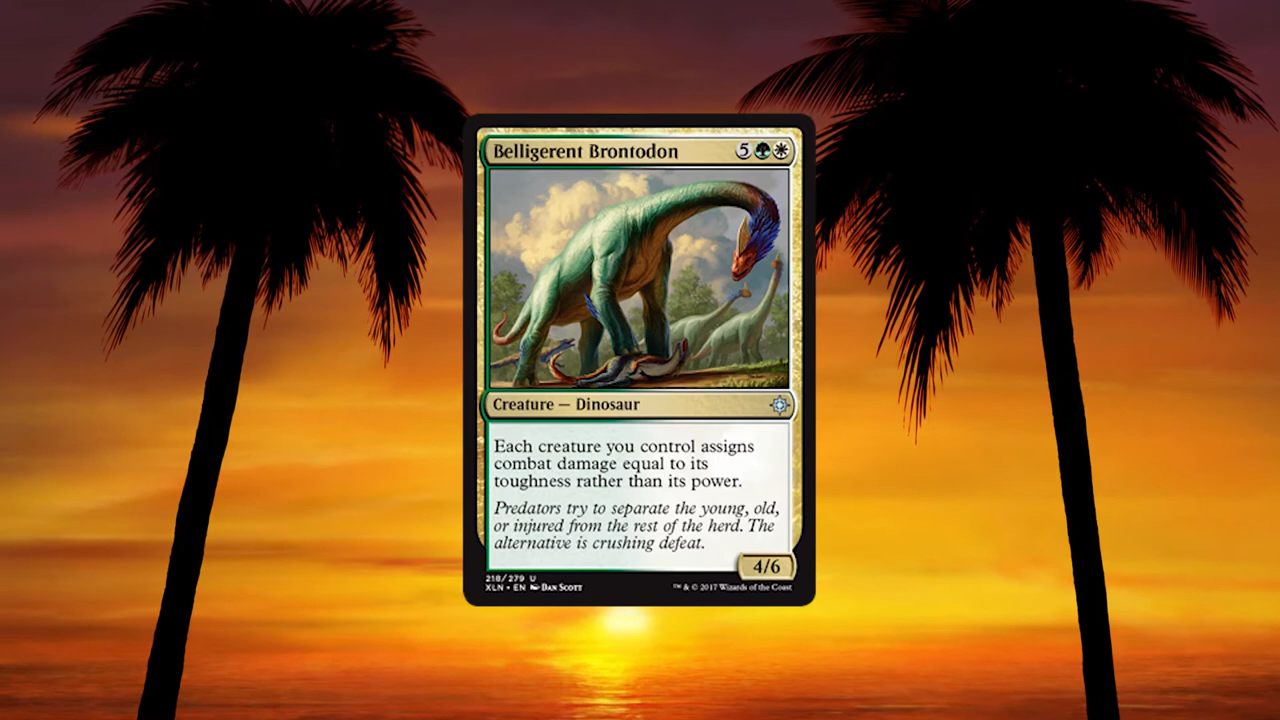 Belligerent Brontodon 5
Creature — Dinosaur
Each creature you control assigns
combat damage equal to its
toughness rather than its power.
Predators try to separate the young, old,
or injured from the rest of the herd. The
alternative is crushing defeat.
4/6
218/279 U
XLN • EN Dan Scott
™ & © 2017 Wizards of the Coast